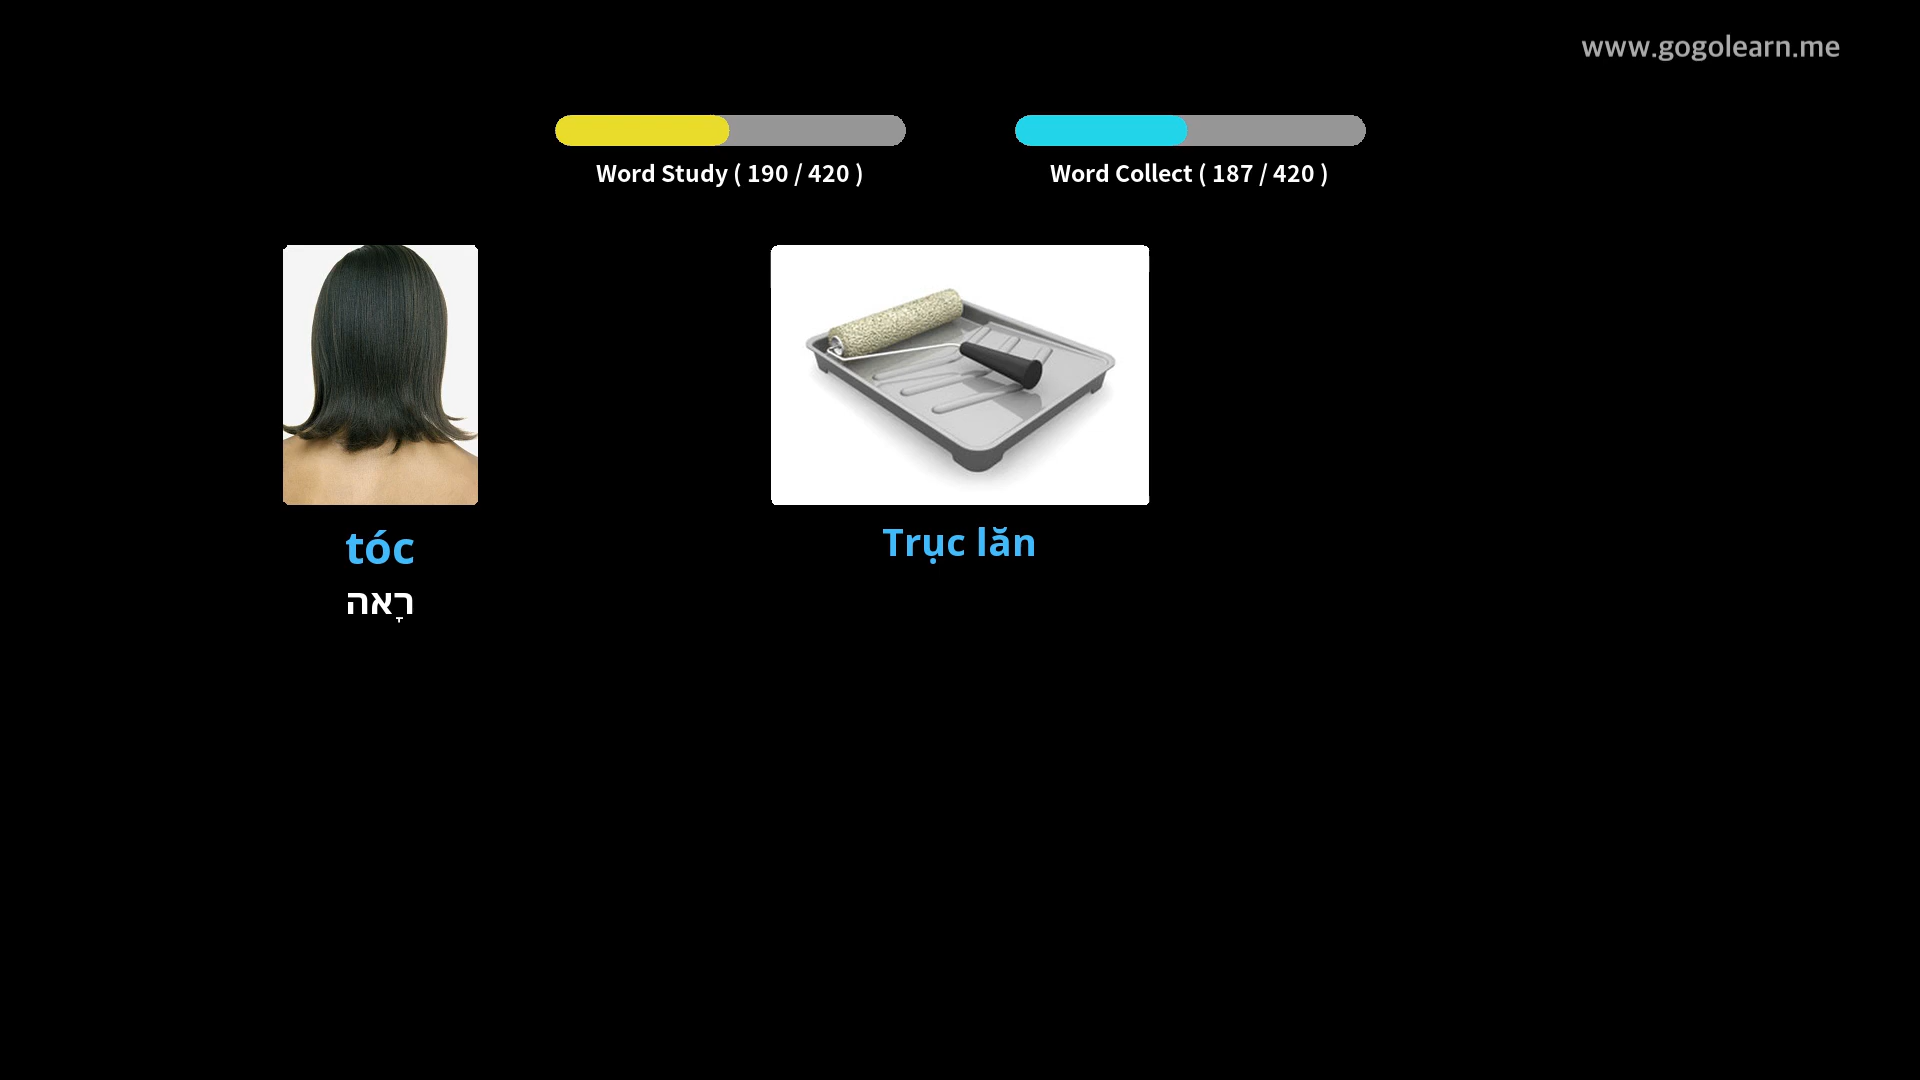 www.gogolearn.me
Word Study ( 190 / 420 )
Word Collect ( 187 / 420 )
tóc
רָאה
Trục lăn